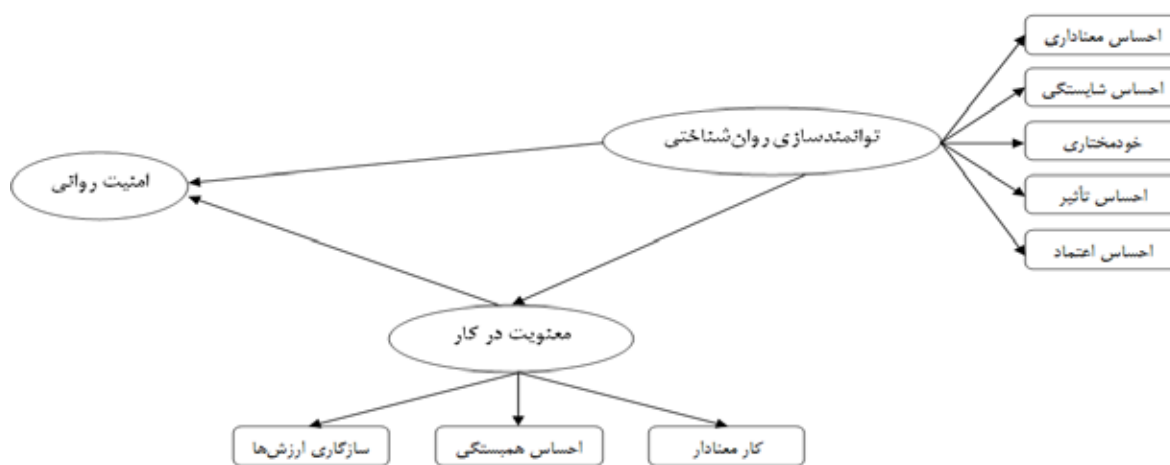 احساس معناداری
احساس شایستگی
توانمندسازی روان‌شناختی
خودمختاری
امنیت روانی
احساس تأثیر
احساس اعتماد
معنویت در کار
کار معنادار
احساس همبستگی
سازگاری ارزش‌ها